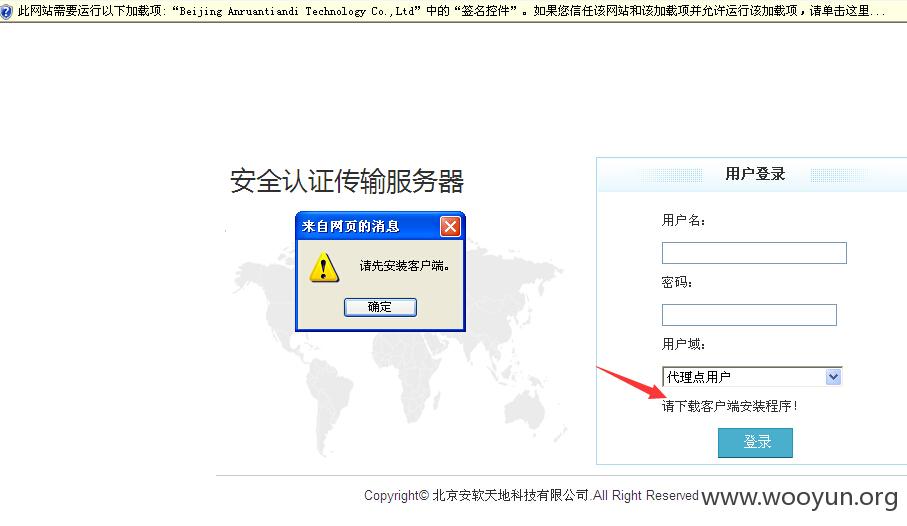 此网站需要运行以下加载项:“Beijing Anruantiandi Technology Co.,Ltd”中的“签名控件”。如果您信任该网站和该加载项并允许运行该加载项，请单击这里...
安全认证传输服务器
用户登录
来自网页的消息
请先安装客户端。
确定
用户名:
密码:
用户域:
代理点用户
请下载客户端安装程序!
登录
Copyright© 北京安软天地科技有限公司.All Right Reserved
www.wooyun.org